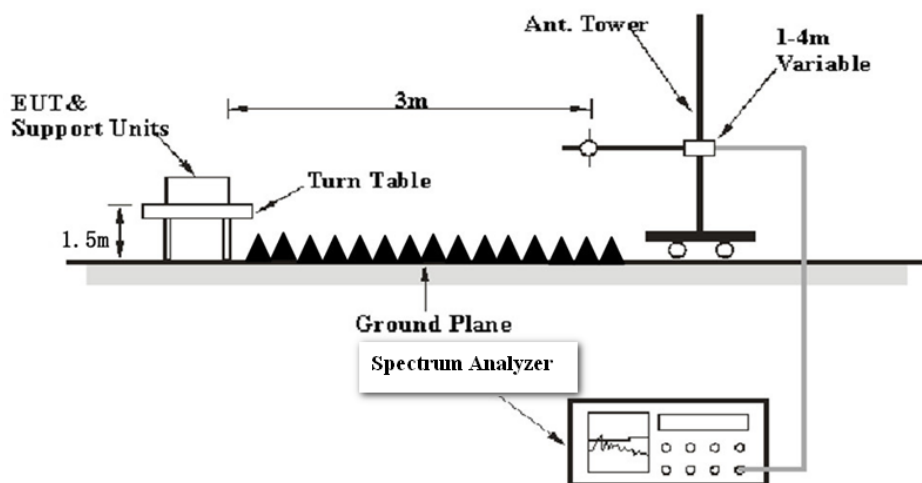 Ant. Tower
1-4m
Variable
3m
EUT&
Support Units
Turn Table
1.5m
Ground Plane
Spectrum Analyzer